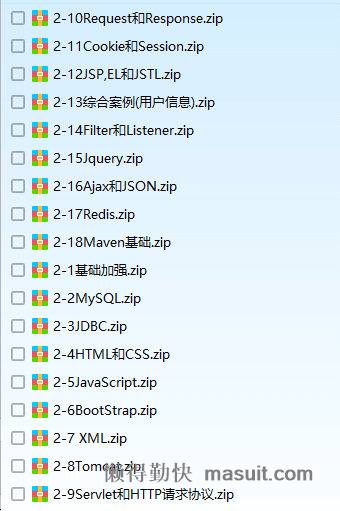 2-10Request和Response.zip
2-11Cookie和Session.zip
2-12JSP,EL和JSTL.zip
2-13综合案例(用户信息).zip
2-14Filter和Listener.zip
2-15Jquery.zip
2-16Ajax和JSON.zip
2-17Redis.zip
2-18Maven基础.zip
2-1基础加强.zip
2-2MySQL.zip
2-3JDBC.zip
2-4HTML和CSS.zip
2-5JavaScript.zip
2-6BootStrap.zip
2-7 XML.zip
2-8Tomcat.zip
懒得勤快 masuit.com
2-9Servlet和HTTP请求协议.zip